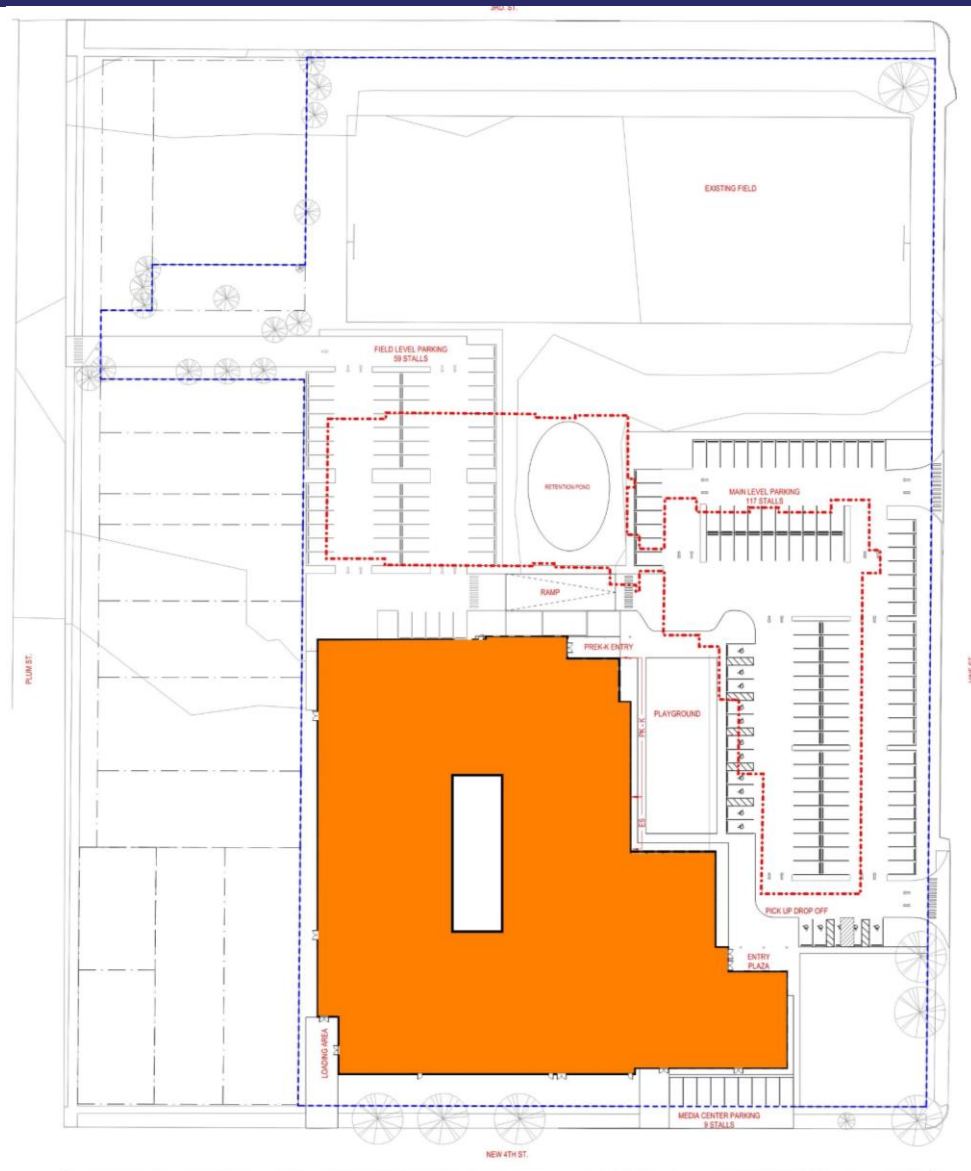 3RD. ST.
EXISTING FIELD
FIELD LEVEL PARKING
59 STALLS
RETENTION POND
MAIN LEVEL PARKING
117 STALLS
RAMP
PREK-K ENTRY
PLUM ST.
PLAYGROUND
PK - K
ES
PICK UP DROP OFF
ENTRY
PLAZA
LOADING AREA
MEDIA CENTER PARKING
9 STALLS
NEW 4TH ST.